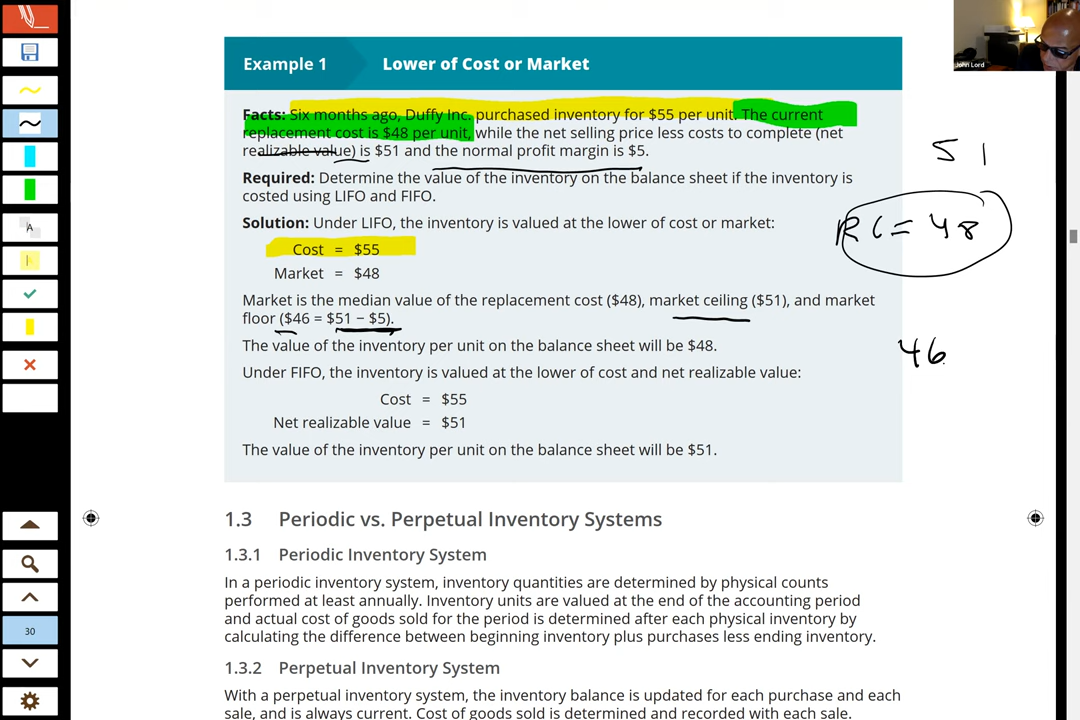 John Lord
Example 1 Lower of Cost or Market
Facts: Six months ago, Duffy Inc. purchased inventory for $55 per unit. The current
replacement cost is $48 per unit, while the net selling price less costs to complete (net
realizable value) is $51 and the normal profit margin is $5.
51
Required: Determine the value of the inventory on the balance sheet if the inventory is
costed using LIFO and FIFO.
Solution: Under LIFO, the inventory is valued at the lower of cost or market:
RC = 48
Cost = $55
Market = $48
Market is the median value of the replacement cost ($48), market ceiling ($51), and market
floor ($46 = $51 − $5).
The value of the inventory per unit on the balance sheet will be $48.
46
Under FIFO, the inventory is valued at the lower of cost and net realizable value:
Cost = $55
Net realizable value = $51
The value of the inventory per unit on the balance sheet will be $51.
1.3 Periodic vs. Perpetual Inventory Systems
1.3.1 Periodic Inventory System
In a periodic inventory system, inventory quantities are determined by physical counts
performed at least annually. Inventory units are valued at the end of the accounting period
and actual cost of goods sold for the period is determined after each physical inventory by
calculating the difference between beginning inventory plus purchases less ending inventory.
1.3.2 Perpetual Inventory System
With a perpetual inventory system, the inventory balance is updated for each purchase and each
sale, and is always current. Cost of goods sold is determined and recorded with each sale.
A
30